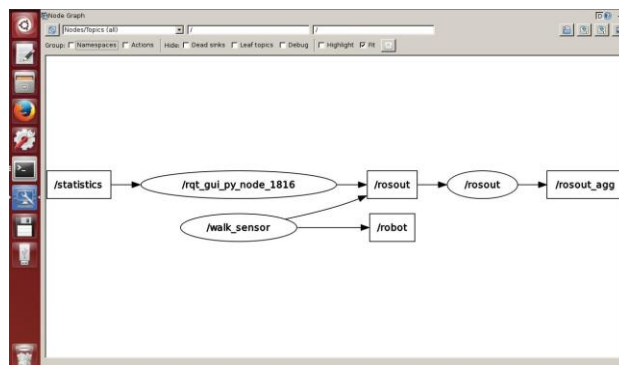 Node Graph
Nodes/Topics (all) / /
Group: Namespaces Actions Hide: Dead sinks Leaf topics Debug Highlight Fit
/statistics /rqt_gui_py_node_1816 /rosout /rosout /rosout_agg
/walk_sensor /robot